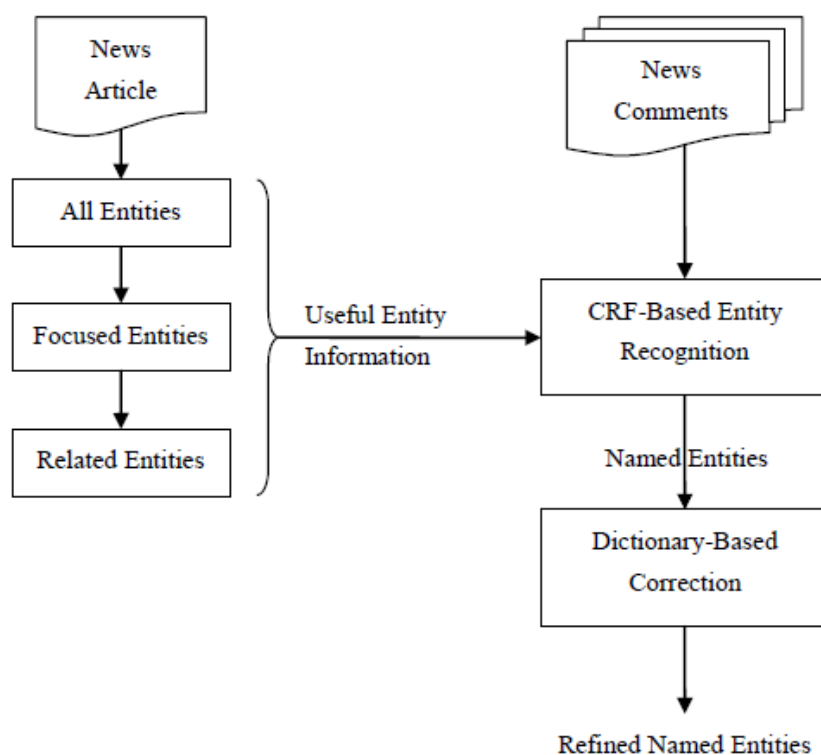 News
Article
All Entities
Focused Entities
Related Entities
Useful Entity
Information
News
Comments
CRF-Based Entity
Recognition
Named Entities
Dictionary-Based
Correction
Refined Named Entities